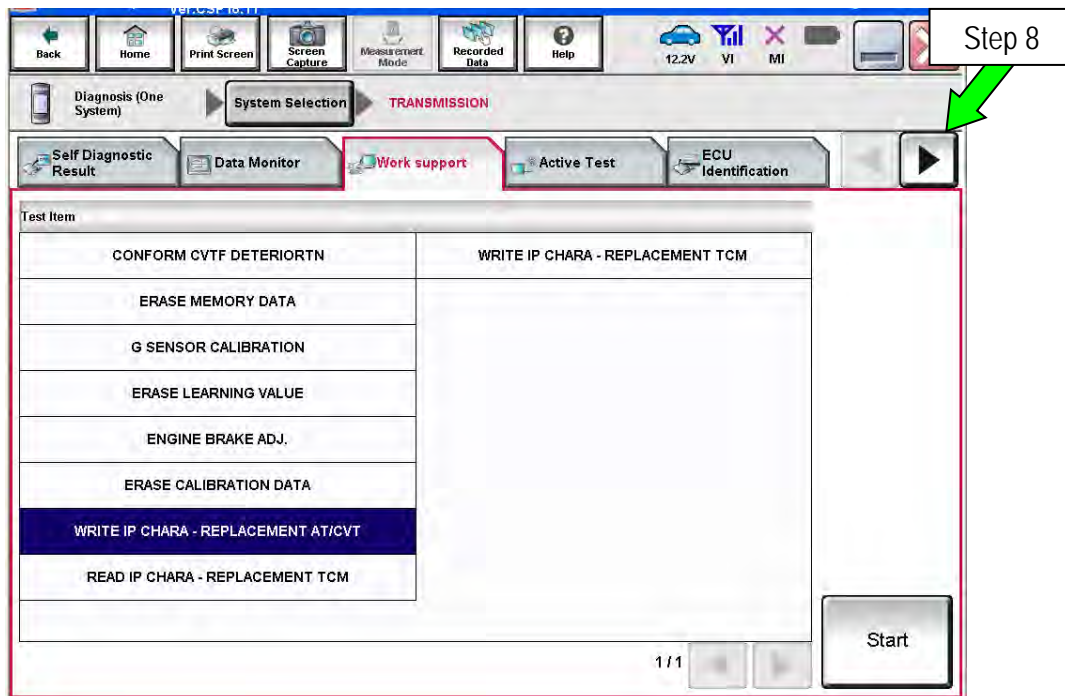 Step 8
Back
Home
Print Screen
Screen
Capture
Measurement
Mode
Recorded
Data
Help
12.2V
VI
MI
Diagnosis (One
System)
System Selection
TRANSMISSION
Self Diagnostic
Result
Data Monitor
Work support
Active Test
ECU
Identification
Test Item
CONFORM CVTF DETERIORTN
WRITE IP CHARA - REPLACEMENT TCM
ERASE MEMORY DATA
G SENSOR CALIBRATION
ERASE LEARNING VALUE
ENGINE BRAKE ADJ.
ERASE CALIBRATION DATA
WRITE IP CHARA - REPLACEMENT AT/CVT
READ IP CHARA - REPLACEMENT TCM
1/1
Start